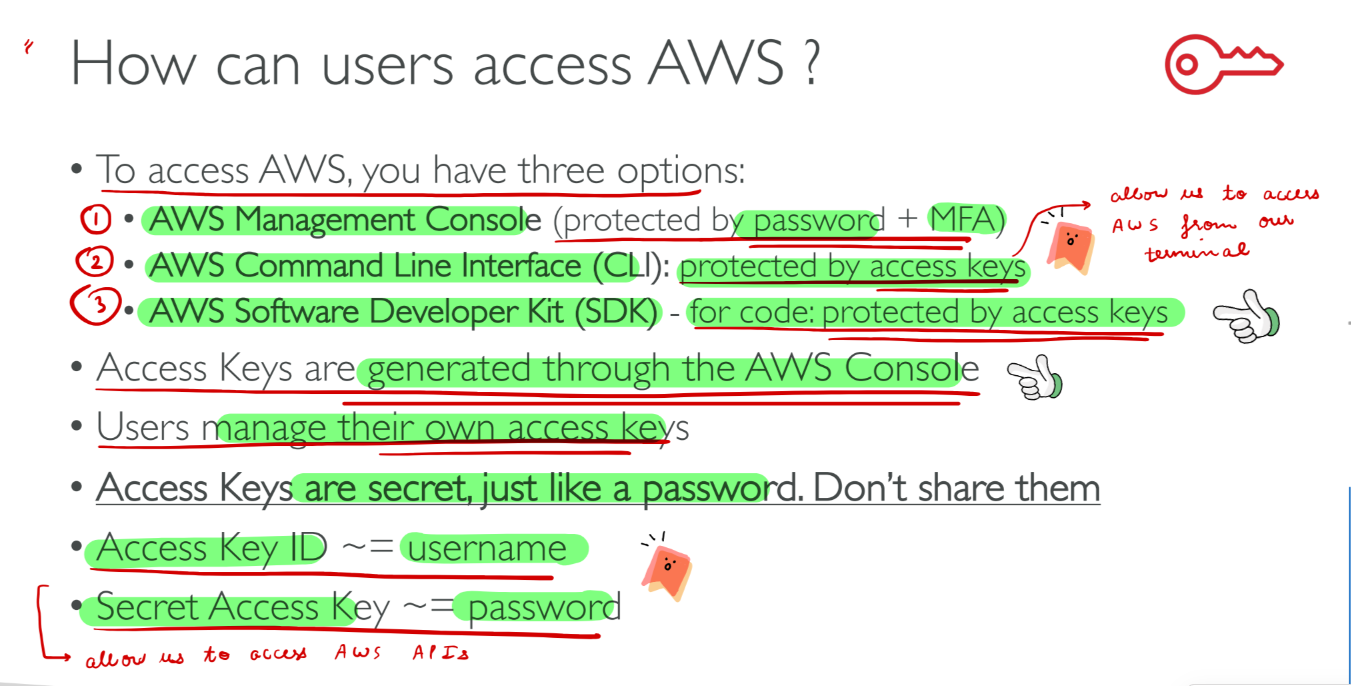 How can users access AWS ?
• To access AWS, you have three options:
① • AWS Management Console (protected by password + MFA)
② • AWS Command Line Interface (CLI): protected by access keys
③ • AWS Software Developer Kit (SDK) - for code: protected by access keys
allow us to access
AWS from our
terminal
• Access Keys are generated through the AWS Console
• Users manage their own access keys
• Access Keys are secret, just like a password. Don't share them
• Access Key ID ~= username
• Secret Access Key ~= password
allow us to access AWS APIs